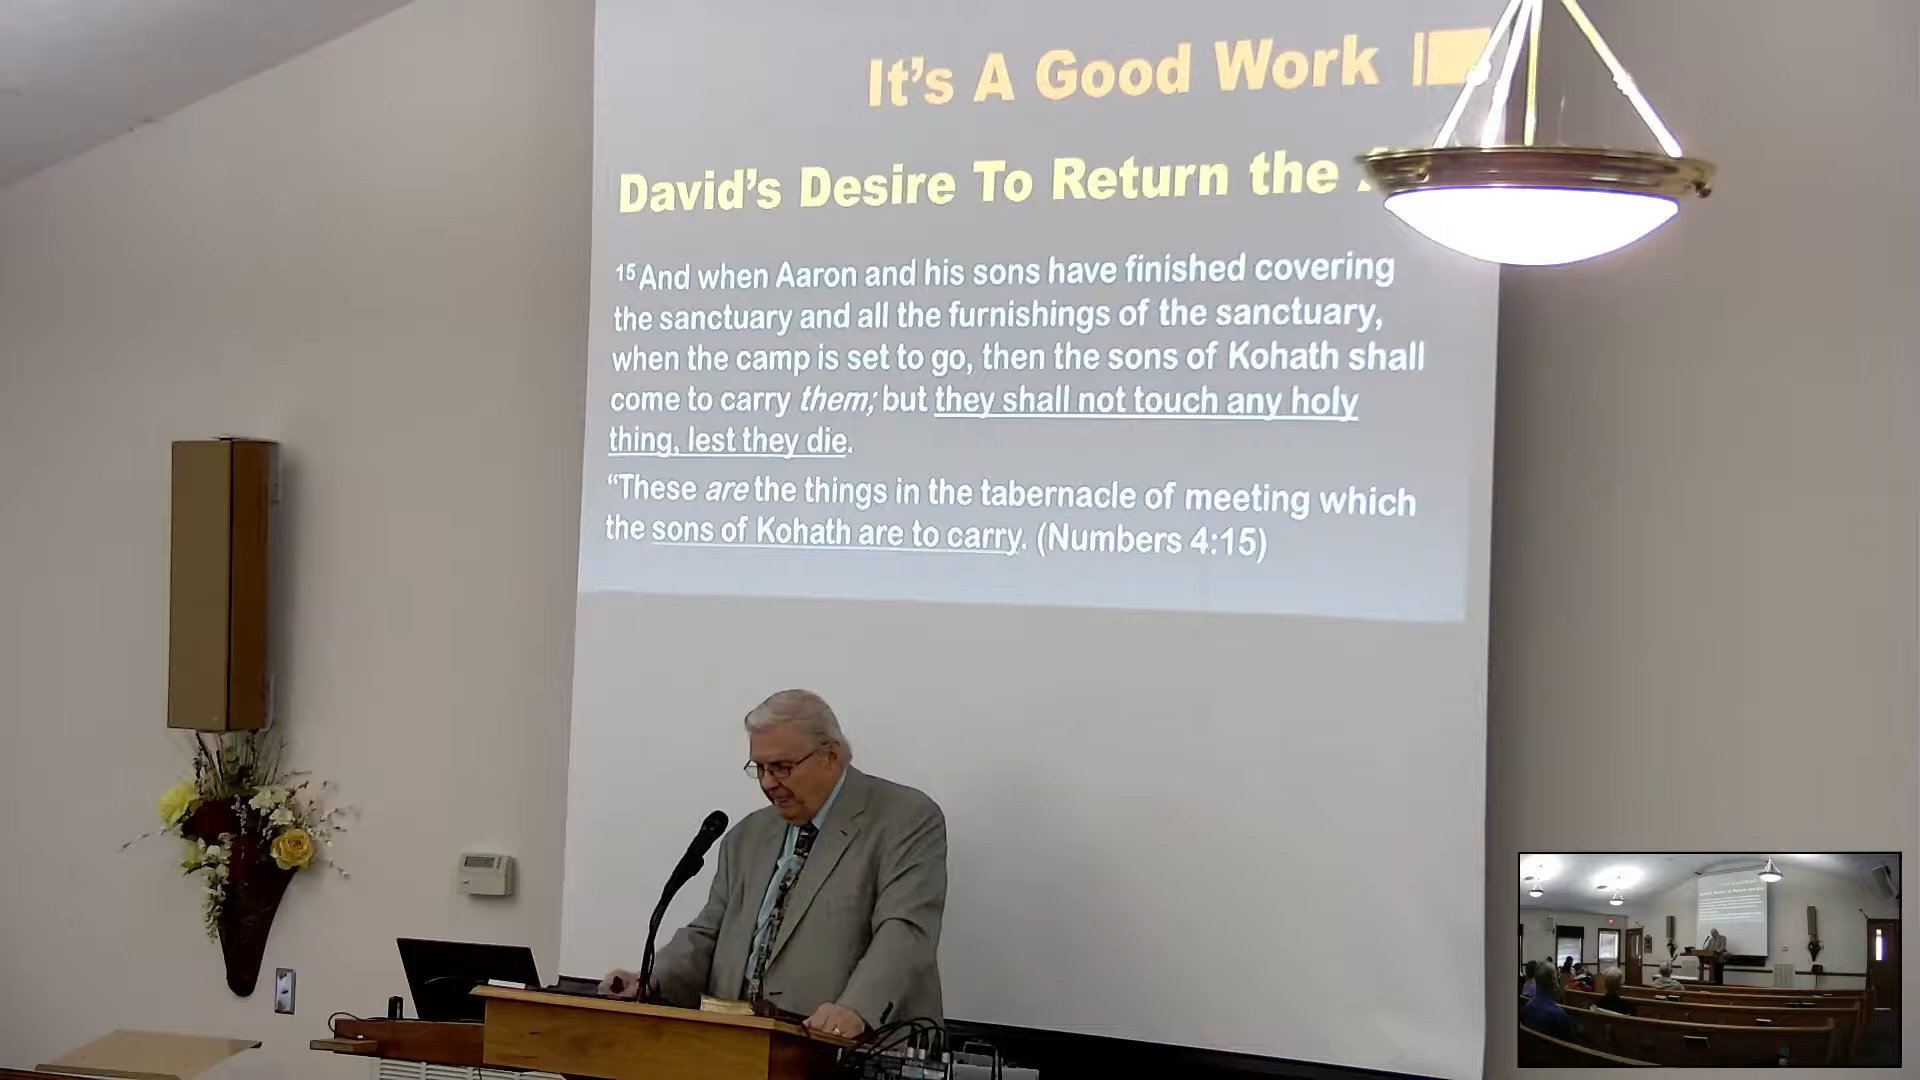 It's A Good Work
David's Desire To Return the
15 And when Aaron and his sons have finished covering
the sanctuary and all the furnishings of the sanctuary,
when the camp is set to go, then the sons of Kohath shall
come to carry them; but they shall not touch any holy
thing, lest they die.
“These are the things in the tabernacle of meeting which
the sons of Kohath are to carry. (Numbers 4:15)